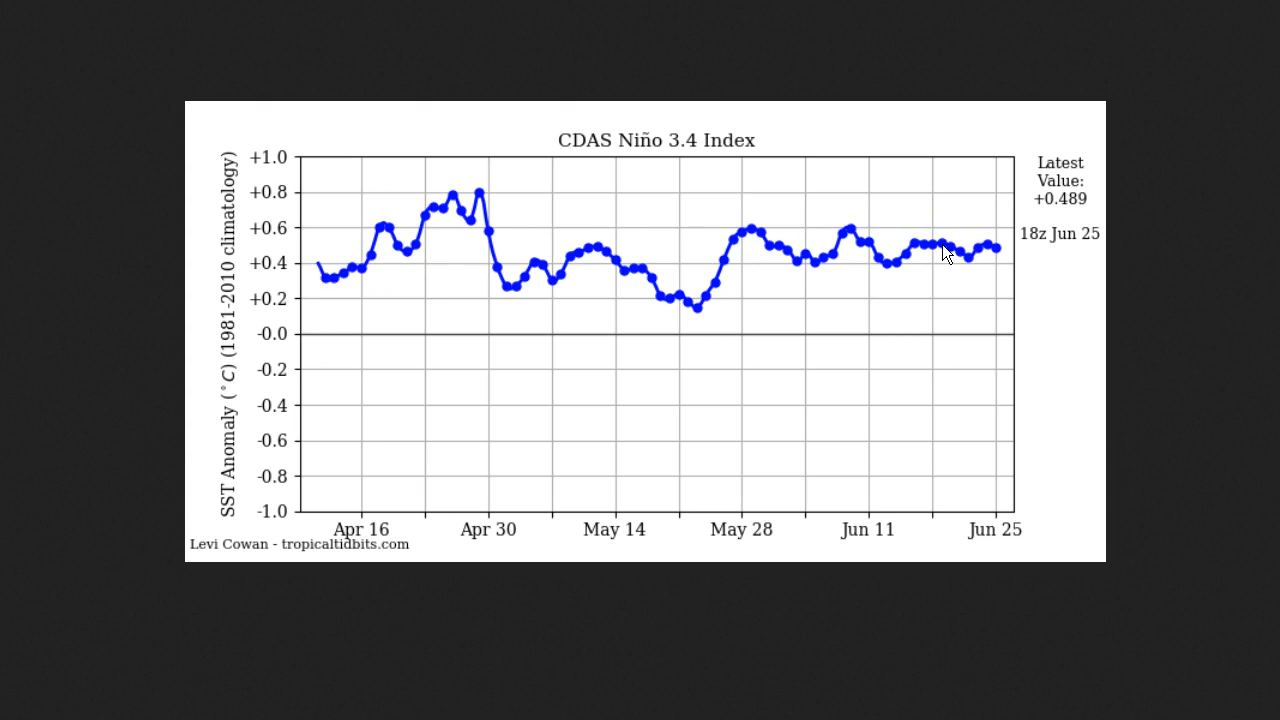 CDAS Niño 3.4 Index
SST Anomaly (°C) (1981-2010 climatology)
+1.0
+0.8
+0.6
+0.4
+0.2
-0.0
-0.2
-0.4
-0.6
-0.8
-1.0
Apr 16
Apr 30
May 14
May 28
Jun 11
Jun 25
Latest
Value:
+0.489
18z Jun 25
Levi Cowan - tropicaltidbits.com